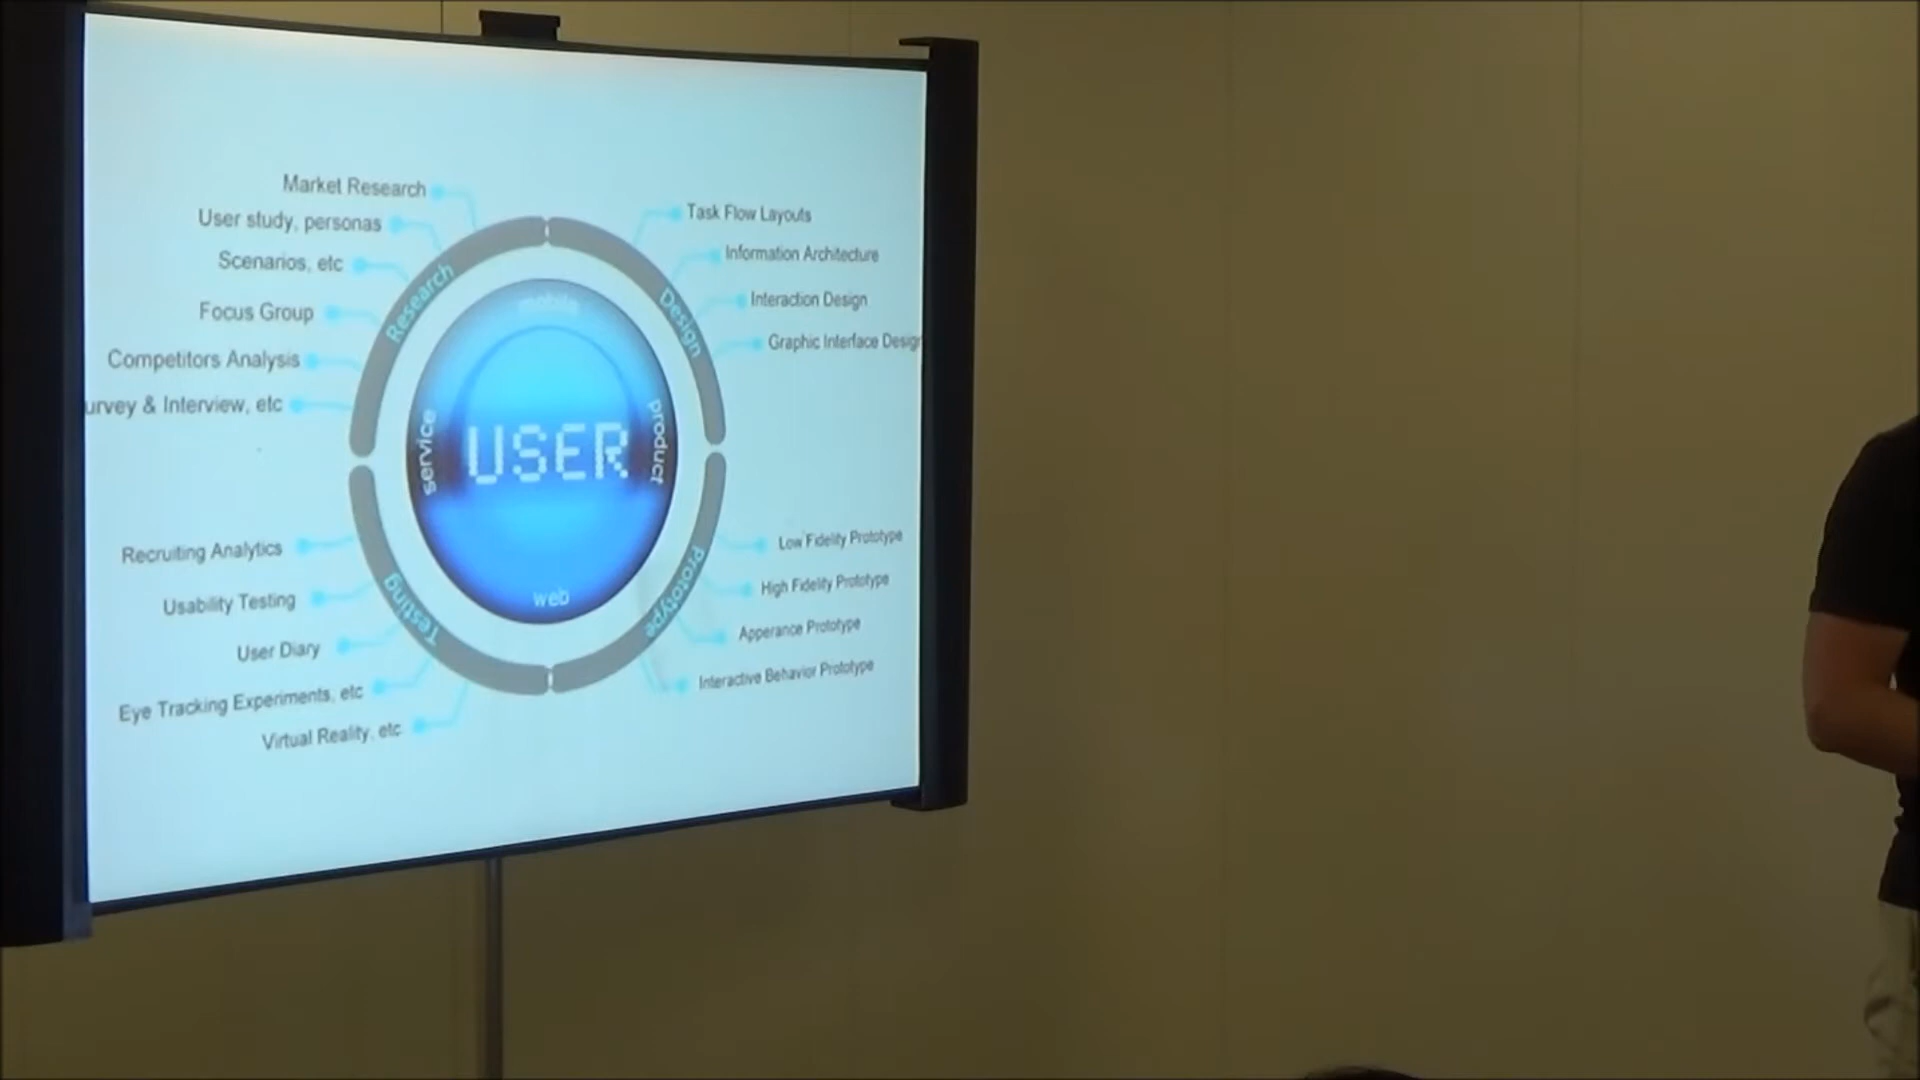 Market Research
User study, personas
Scenarios, etc
Focus Group
Competitors Analysis
urvey & Interview, etc
Research
Task Flow Layouts
Information Architecture
Interaction Design
Graphic Interface Design
Design
mobile
service
USER
product
web
Recruiting Analytics
Usability Testing
User Diary
Eye Tracking Experiments, etc
Virtual Reality, etc
Testing
Low Fidelity Prototype
High Fidelity Prototype
Apperance Prototype
Interactive Behavior Prototype
prototype